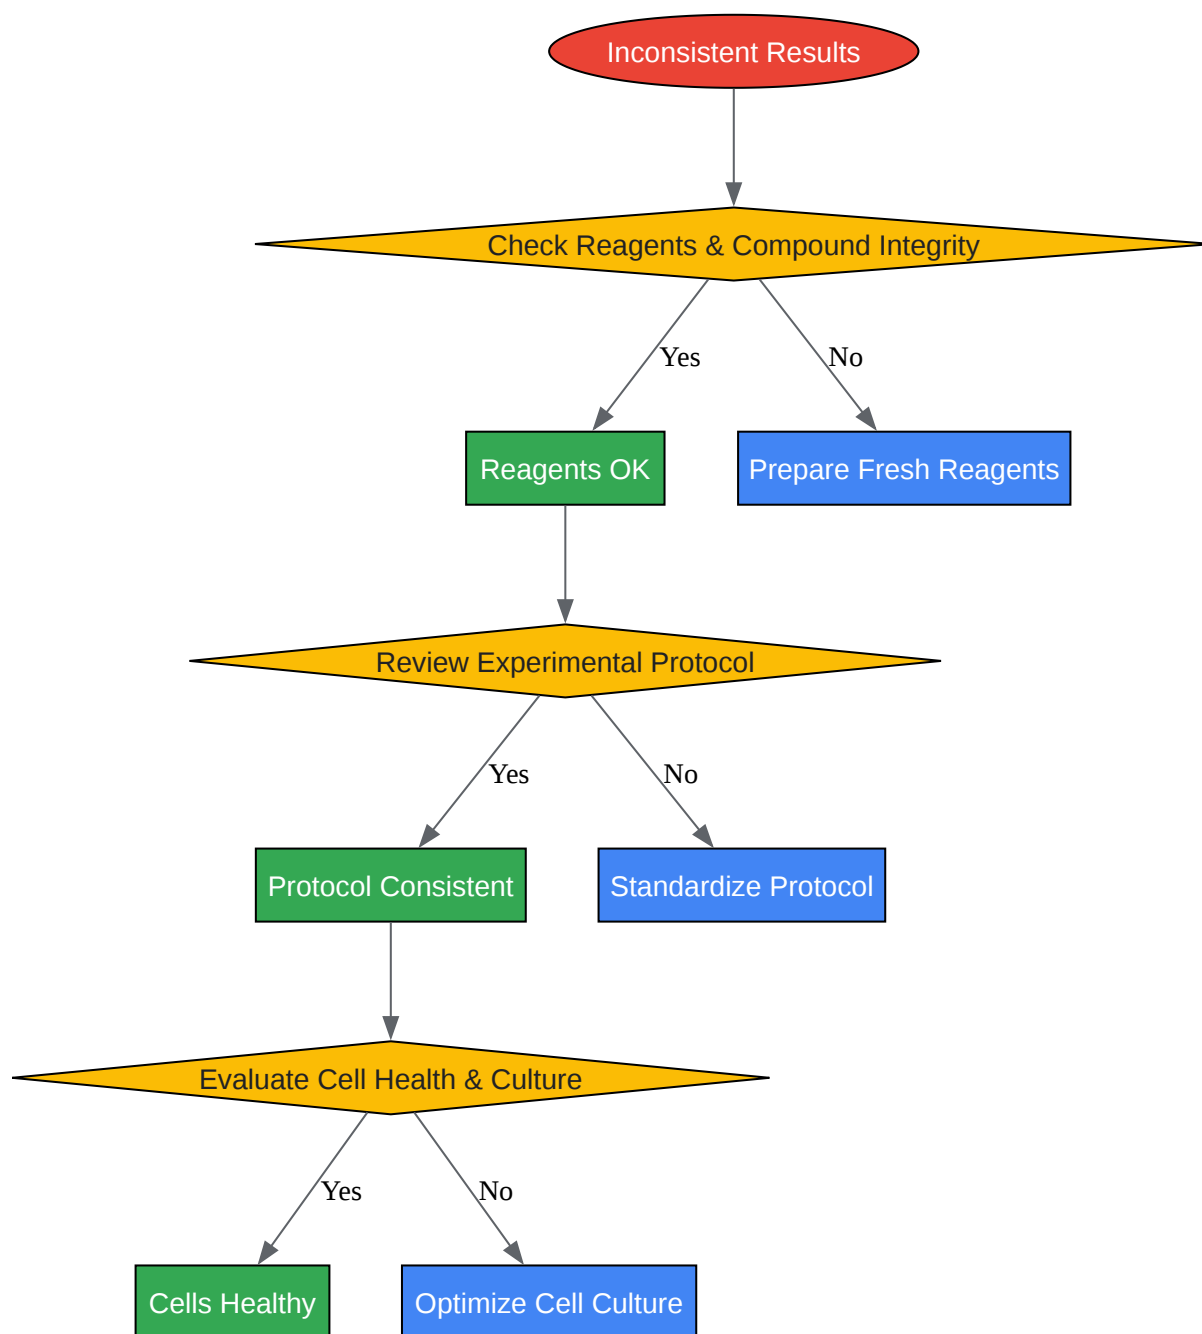 Inconsistent Results
Check Reagents & Compound Integrity
Yes
No
Reagents OK
Prepare Fresh Reagents
Review Experimental Protocol
Yes
No
Protocol Consistent
Standardize Protocol
Evaluate Cell Health & Culture
Yes
No
Cells Healthy
Optimize Cell Culture